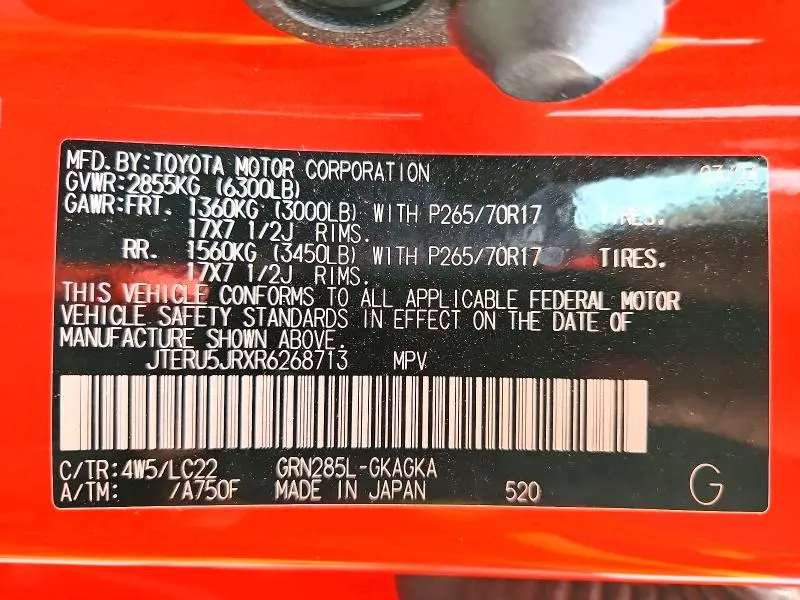 MFD. BY: TOYOTA MOTOR CORPORATION
GVWR: 2855KG (6300LB)
GAWR: FRT. 1360KG (3000LB) WITH P265/70R17 TIRES.
17X7 1/2J RIMS.
RR. 1560KG (3450LB) WITH P265/70R17 TIRES.
17X7 1/2J RIMS.
THIS VEHICLE CONFORMS TO ALL APPLICABLE FEDERAL MOTOR
VEHICLE SAFETY STANDARDS IN EFFECT ON THE DATE OF
MANUFACTURE SHOWN ABOVE.
JTERU5JRXR6268713 MPV
C/TR: 4W5/LC22 GRN285L-GKAGKA
A/TM: /A750F MADE IN JAPAN 520 G